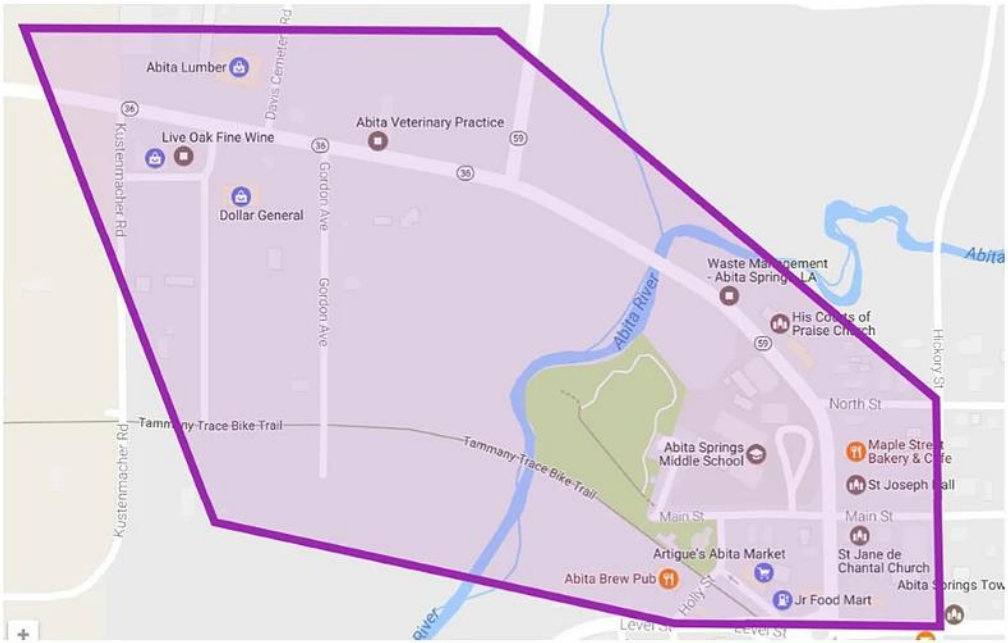 Abita Lumber
Davis Cemetery Rd
36
Kustenmacher Rd
Live Oak Fine Wine
36
Abita Veterinary Practice
59
36
Gordon Ave
Dollar General
Gordon Ave
Abita River
Waste Management
- Abita Springs, LA
Abita
His Courts of
Praise Church
59
Hickory St
North St
Tammany Trace Bike Trail
Tammany Trace Bike Trail
Kustenmacher Rd
Abita Springs
Middle School
Maple Street
Bakery & Cafe
St Joseph Hall
Main St
Main St
Artigue's Abita Market
St Jane de
Chantal Church
Abita Brew Pub
Holly St
Jr Food Mart
Abita Springs Tow
River
Level St
Level St
+